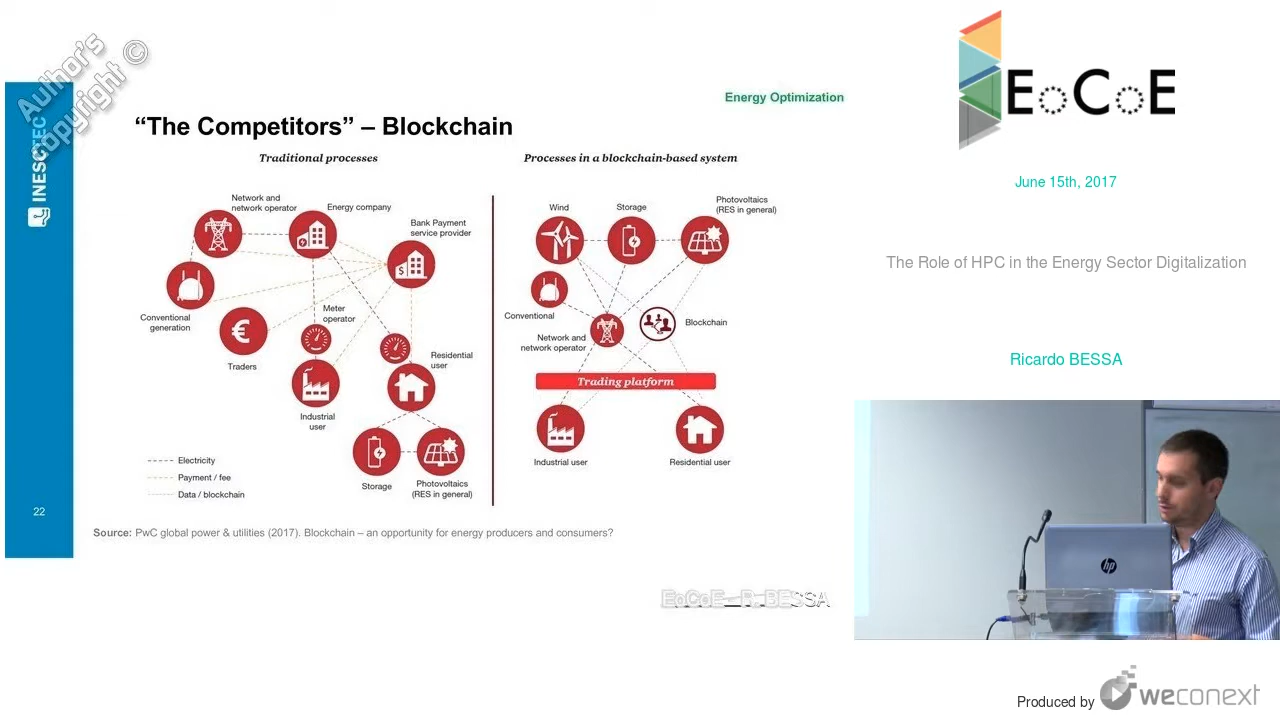 Author's
Copyright ©
INESCTEC
Energy Optimization
“The Competitors” – Blockchain
Traditional processes
Network and
network operator
Energy company
Bank Payment
service provider
Conventional
generation
€
Traders
Meter
operator
$
Residential
user
Industrial
user
Storage
Photovoltaics
(RES in general)
Electricity
Payment / fee
Data / blockchain
Processes in a blockchain-based system
Wind
Storage
Photovoltaics
(RES in general)
Conventional
Network and
network operator
Blockchain
Trading platform
Industrial user
Residential user
22
Source: PwC global power & utilities (2017). Blockchain – an opportunity for energy producers and consumers?
EoCoE - R. BESSA
EoCoE
June 15th, 2017
The Role of HPC in the Energy Sector Digitalization
Ricardo BESSA
hp
Produced by weconext